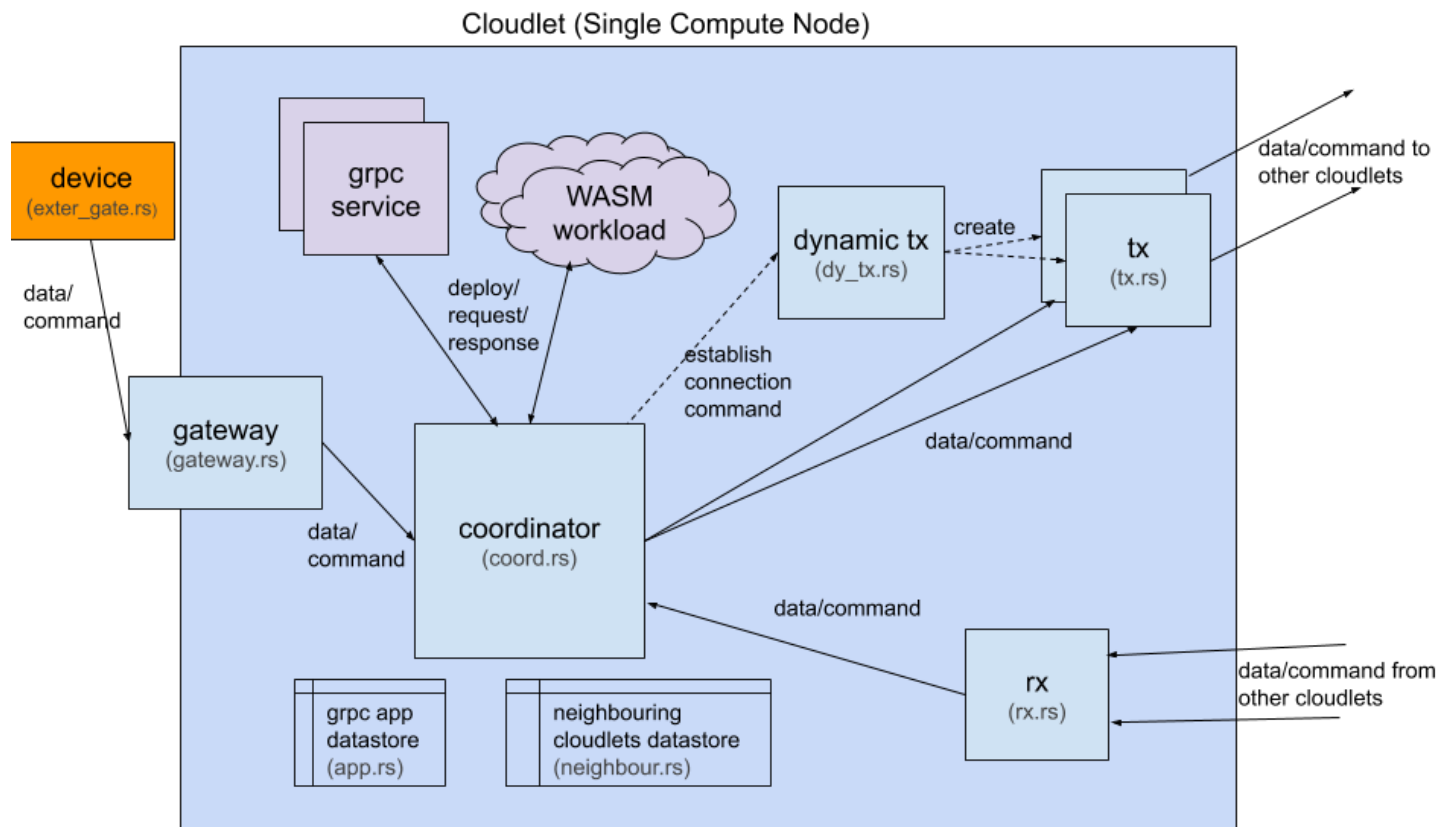 Cloudlet (Single Compute Node)
device
(exter_gate.rs)
data/
command
gateway
(gateway.rs)
data/
command
grpc
service
WASM
workload
deploy/
request/
response
coordinator
(coord.rs)
establish
connection
command
dynamic tx
(dy_tx.rs)
create
tx
(tx.rs)
data/command to
other cloudlets
data/command
data/command
rx
(rx.rs)
data/command from
other cloudlets
grpc app
datastore
(app.rs)
neighbouring
cloudlets datastore
(neighbour.rs)